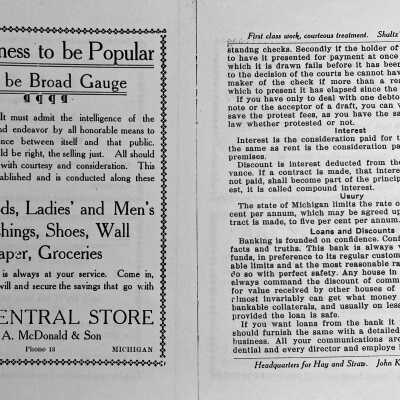 ness to be Popular
be Broad Gauge
¶¶¶¶
lt must admit the intelligence of the
nd endeavor by all honorable means to
nce between itself and that public.
ld be right, the selling just. All should
with courtesy and consideration. This
ablished and is conducted along these
ds, Ladies' and Men's
hings, Shoes, Wall
aper, Groceries
is always at your service. Come in,
will and secure the savings that go with
ENTRAL STORE
A. McDonald & Son
Phone 13 MICHIGAN
First class work, courteous treatment. Shultz'
standng checks. Secondly if the holder of
to have it presented for payment at once
which it is drawn fails before it has been
to the decision of the courts he cannot hav
maker of the check if more than a rea
which to present it has elapsed since the
If you have only to deal with one debto
note or the acceptor of a draft, you can
save the protest fees, as you have the sa
law whether protested or not.
Interest
Interest is the consideration paid for t
the same as rent is the consideration pa
premises.
Discount is interest deducted from the
vance. If a contract is made, that interest
not paid, shall become part of the princip
est, it is called compound interest.
Usury
The state of Michigan limits the rate o
cent per annum, which may be agreed up
tract is made, to five per cent per annum.
Loans and Discounts
Banking is founded on confidence. Conf
facts and truths. This bank is always
funds, in preference to its regular custom
able limits and at the most reasonable ra
do so with perfect safety. Any house in
always command the discount of comm
for value received by other houses of
rlmost invariably can get what money
bankable collaterals, and usually on less
provided the loan is safe.
If you want loans from the bank it
should furnish the same with a detailed
business. All your communications are
dential and every director and employe
Headquarters for Hay and Straw. John K